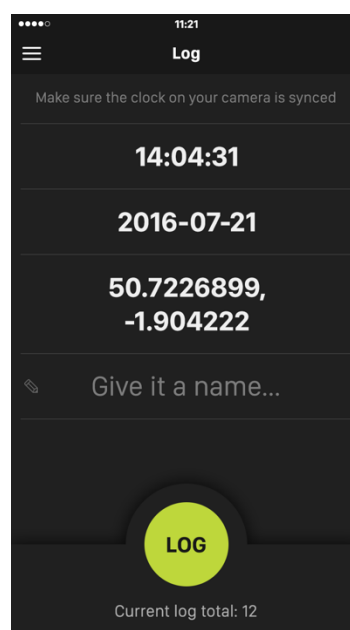 11:21
Log
Make sure the clock on your camera is synced
14:04:31
2016-07-21
50.7226899,
-1.904222
Give it a name...
LOG
Current log total: 12